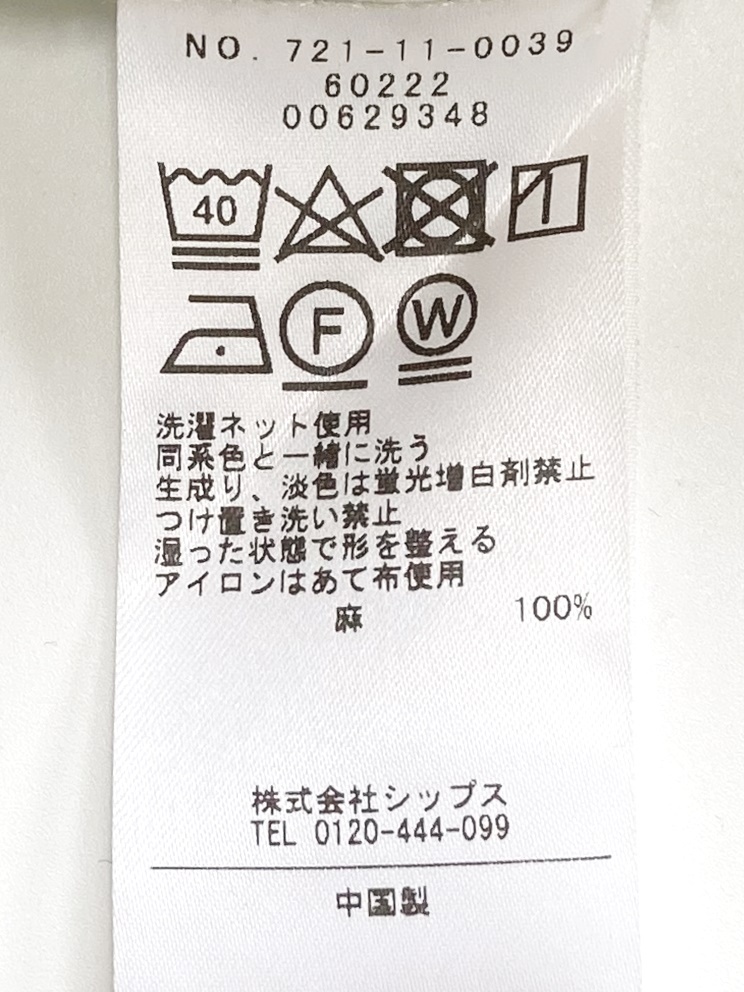 NO. 721-11-0039
60222
00629348
40
F W
洗濯ネット使用
同系色と一緒に洗う
生成り、淡色は蛍光増白剤禁止
つけ置き洗い禁止
湿った状態で形を整える
アイロンはあて布使用
麻 100%
株式会社シップス
TEL 0120-444-099
中国製